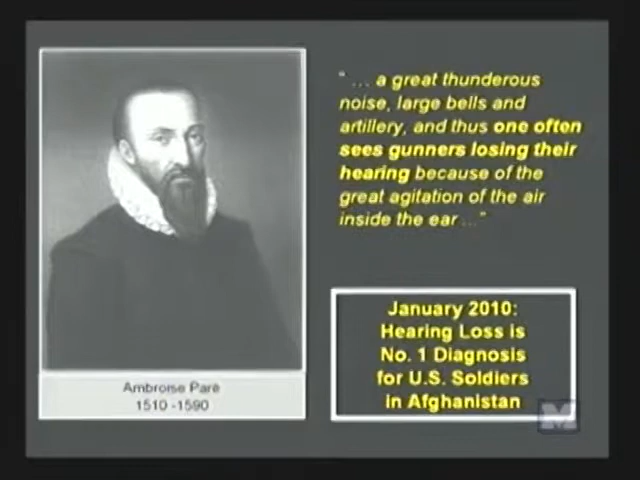 " ... a great thunderous
noise, large bells and
artillery, and thus one often
sees gunners losing their
hearing because of the
great agitation of the air
inside the ear ..."
January 2010:
Hearing Loss is
No. 1 Diagnosis
for U.S. Soldiers
in Afghanistan
Ambroise Paré
1510 -1590
M